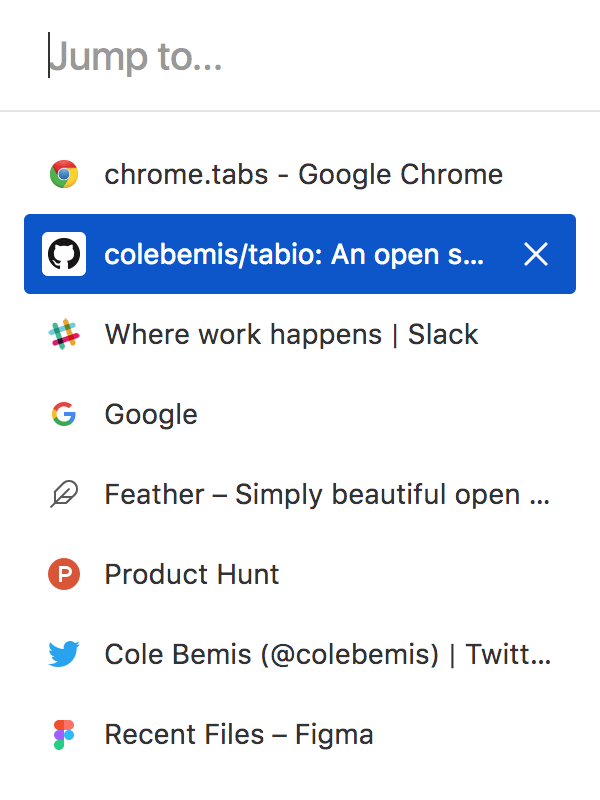 Jump to...
chrome.tabs - Google Chrome
colebemis/tabio: An open s...
Where work happens | Slack
Google
Feather – Simply beautiful open ...
Product Hunt
Cole Bemis (@colebemis) | Twitt...
Recent Files – Figma